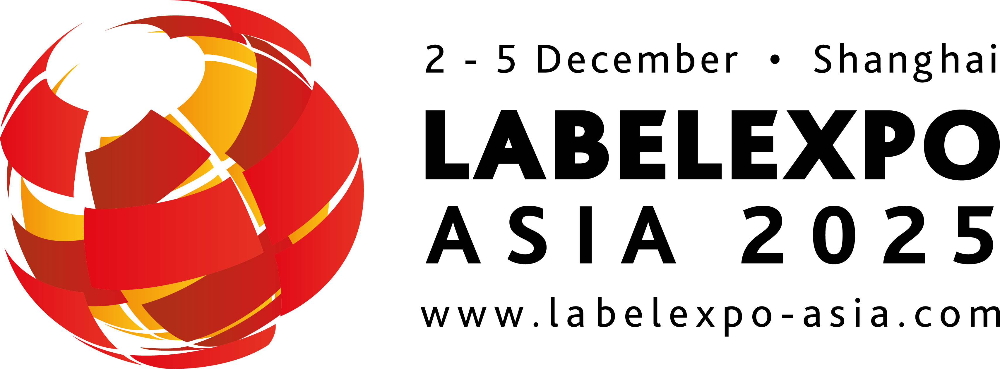 2 - 5 December • Shanghai
LABELEXPO
ASIA 2025
www.labelexpo-asia.com